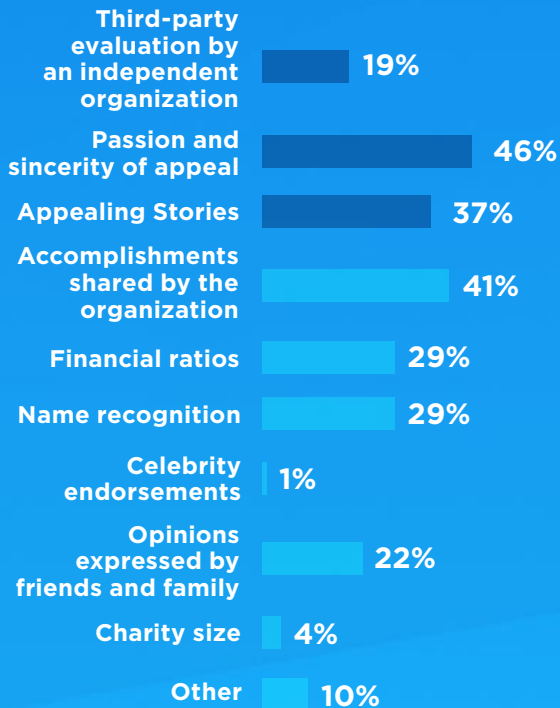 Third-party
evaluation by
an independent
organization
19%
Passion and
sincerity of appeal
46%
Appealing Stories
37%
Accomplishments
shared by the
organization
41%
Financial ratios
29%
Name recognition
29%
Celebrity
endorsements
1%
Opinions
expressed by
friends and family
22%
Charity size
4%
Other
10%